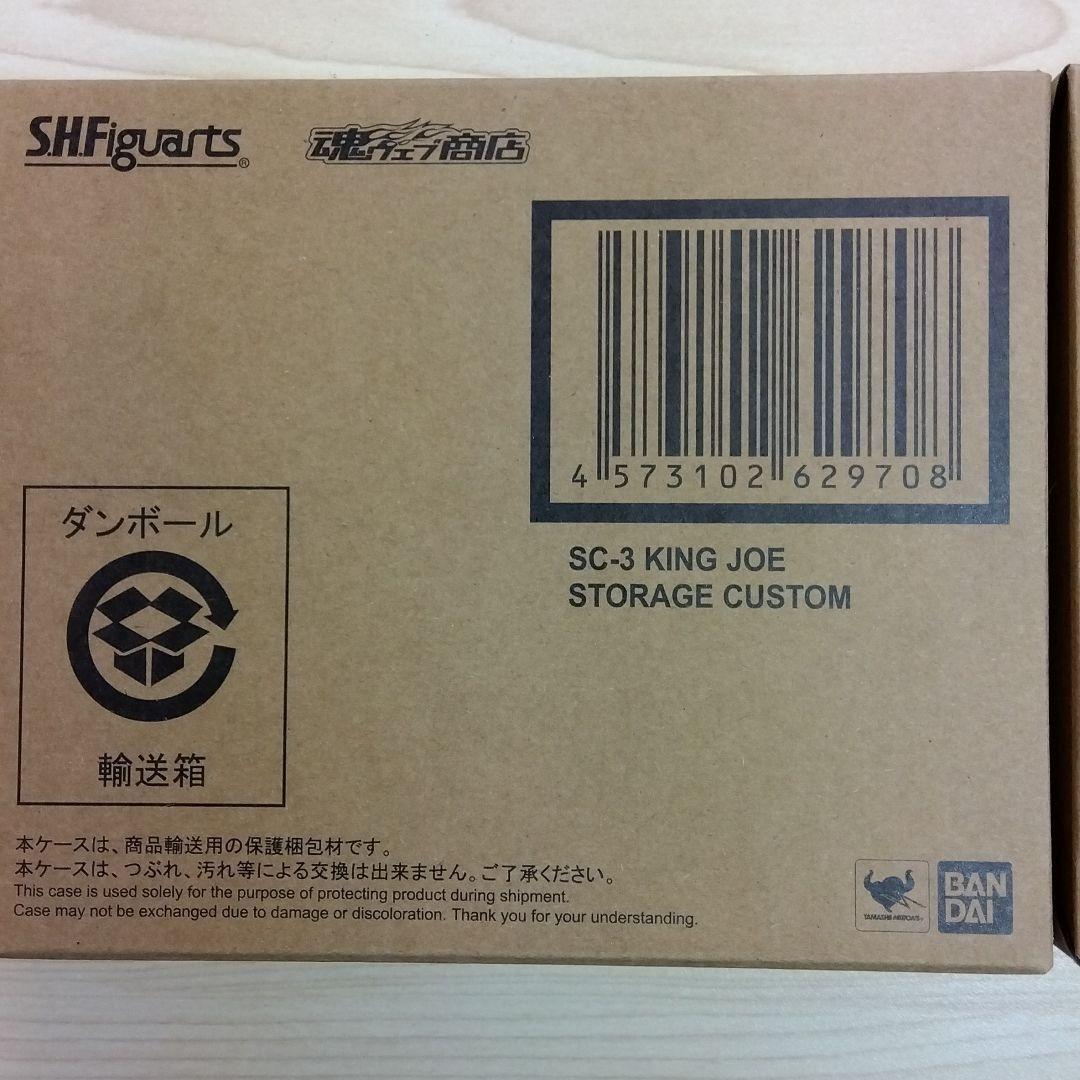 S.H.Figuarts®
魂ウェブ商店
4 573102 629708
SC-3 KING JOE
STORAGE CUSTOM
ダンボール
輸送箱
本ケースは、商品輸送用の保護梱包材です。
本ケースは、つぶれ、汚れ等による交換は出来ません。ご了承ください。
This case is used solely for the purpose of protecting product during shipment.
Case may not be exchanged due to damage or discoloration. Thank you for your understanding.
TAMASHII NATIONS
BAN
DAI